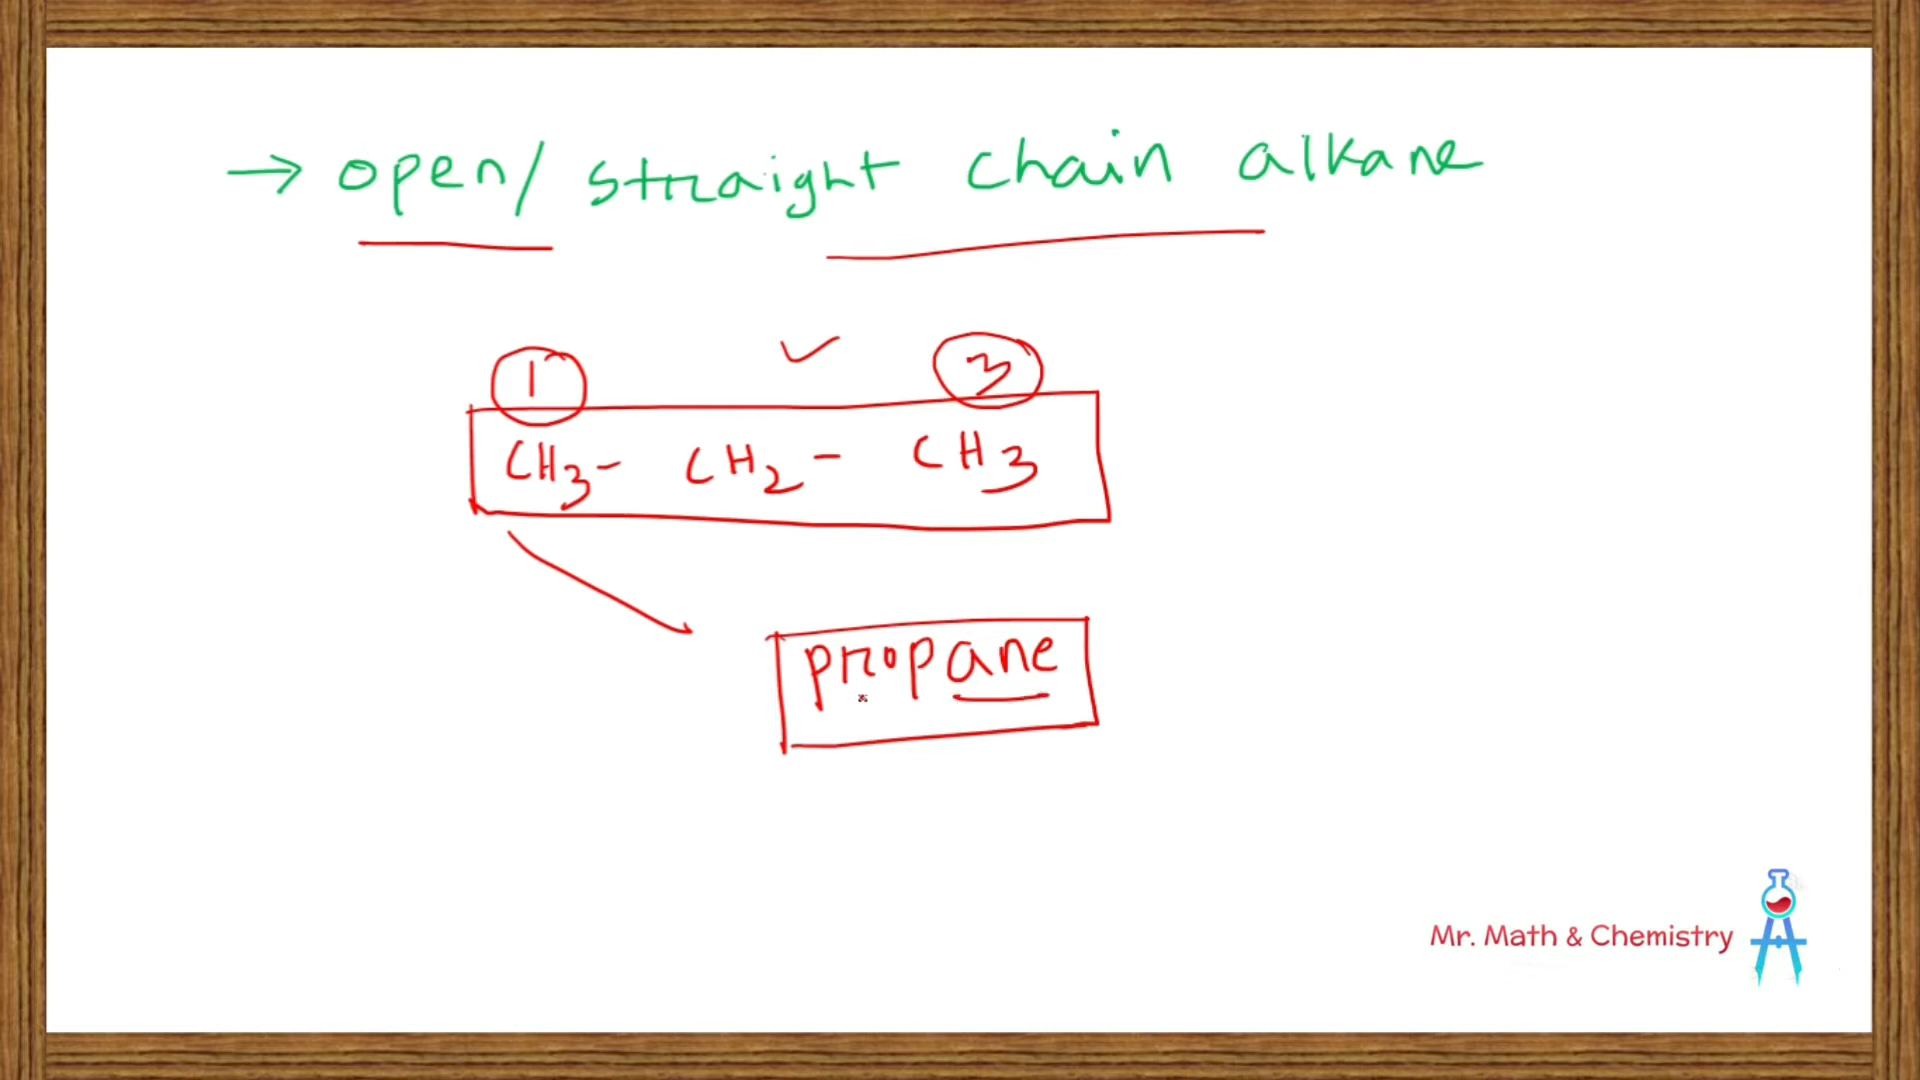 → open/ straight chain alkane
1 ✓ 3
CH3- CH2- CH3
propane
Mr. Math & Chemistry